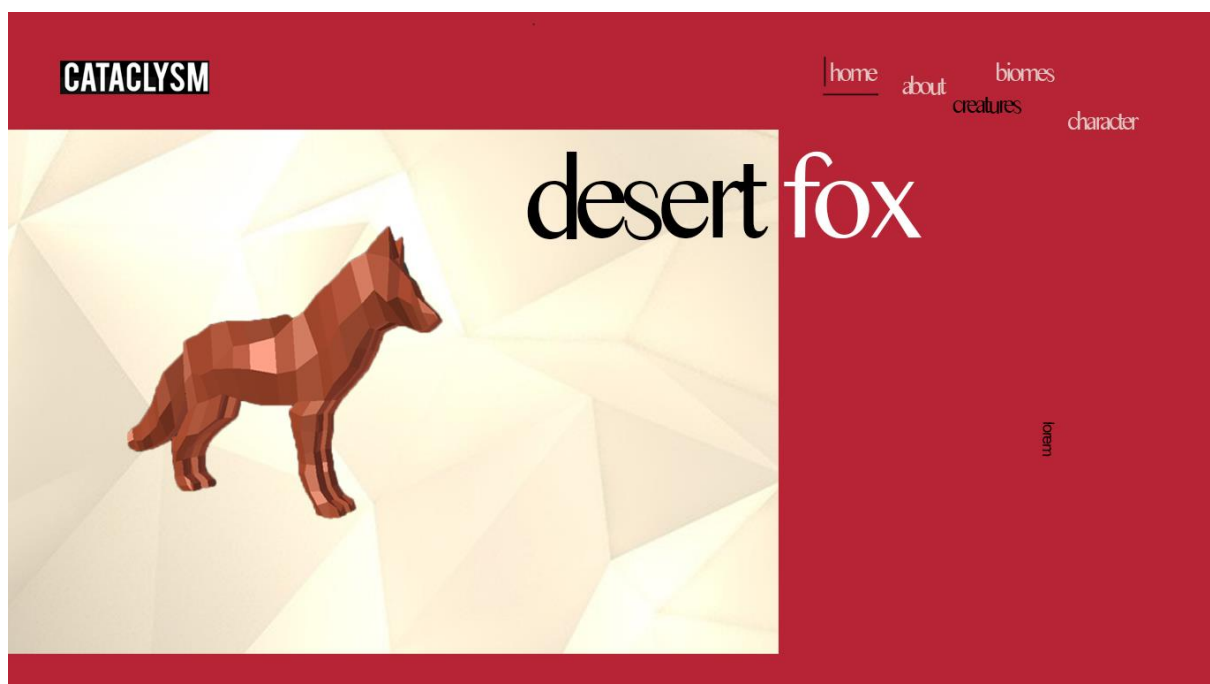 CATACLYSM
home
about
biomes
creatures
character
desert fox
lorem